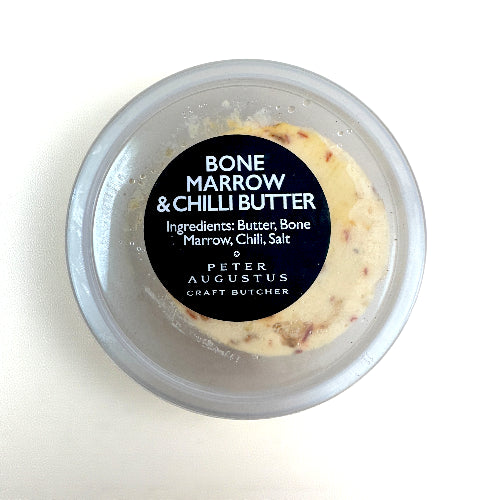 BONE
MARROW
& CHILLI BUTTER
Ingredients: Butter, Bone
Marrow, Chili, Salt
PETER
AUGUSTUS
CRAFT BUTCHER